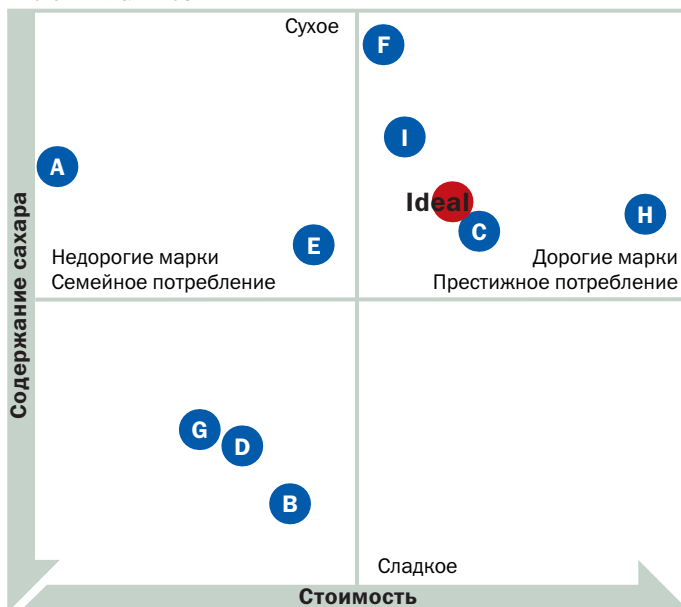 Сухое
F
I
A
Ideal
H
C
E
Недорогие марки
Семейное потребление
Дорогие марки
Престижное потребление
Содержание сахара
G
D
B
Сладкое
Стоимость